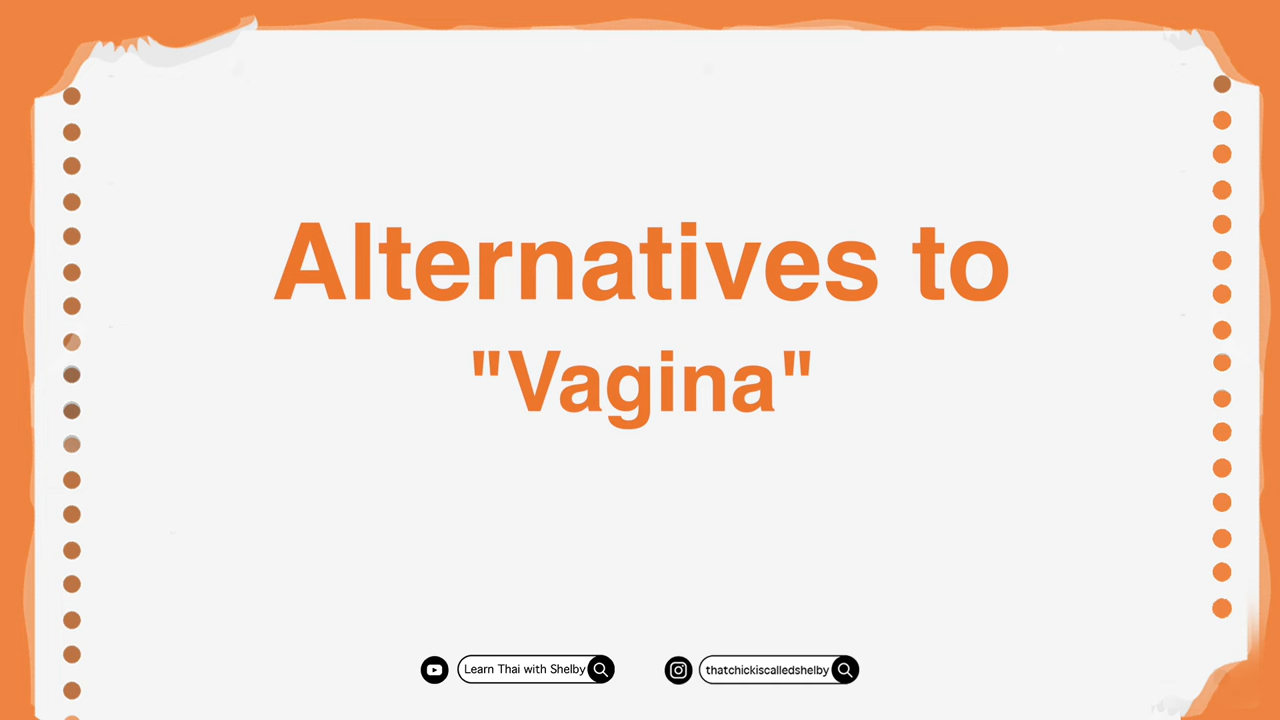 Alternatives to
"Vagina"
Learn Thai with Shelby
thatchickiscalledshelby